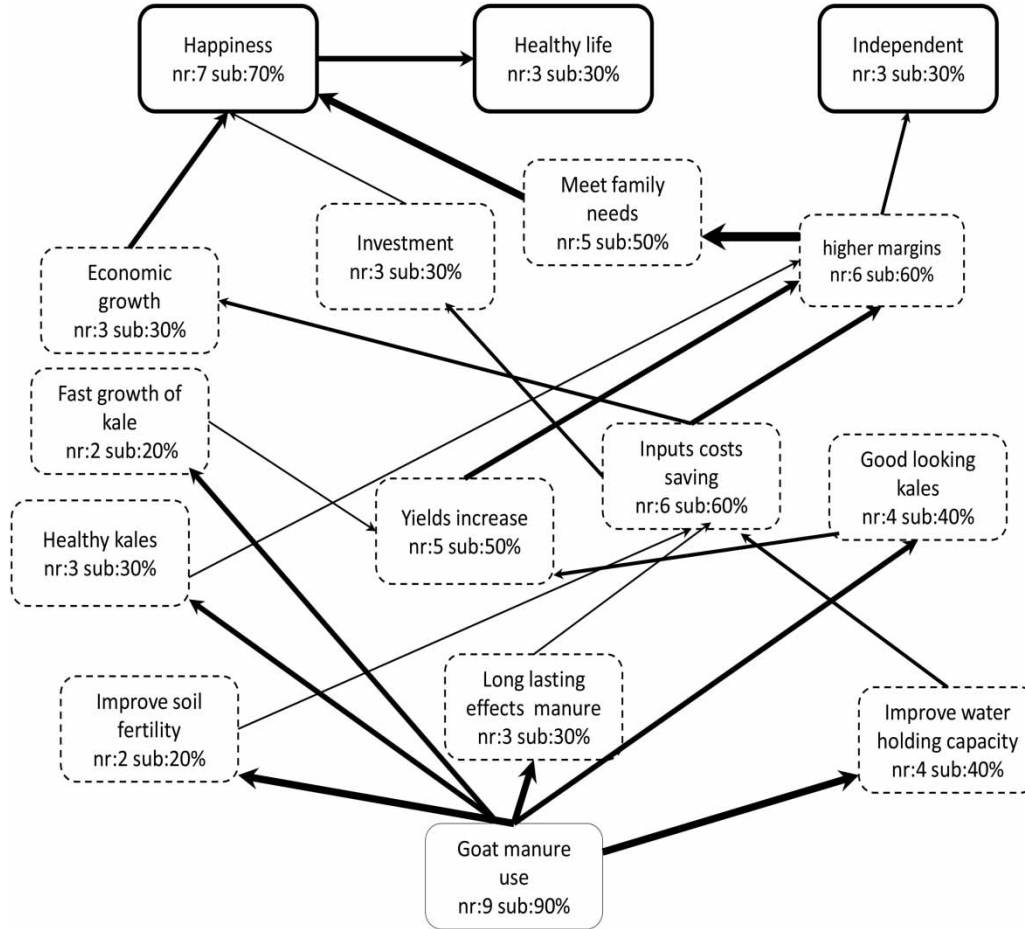 Happiness
nr:7 sub:70%
Healthy life
nr:3 sub:30%
Independent
nr:3 sub:30%
Meet family
needs
nr:5 sub:50%
Investment
nr:3 sub:30%
higher margins
nr:6 sub:60%
Economic
growth
nr:3 sub:30%
Fast growth of
kale
nr:2 sub:20%
Inputs costs
saving
nr:6 sub:60%
Good looking
kales
nr:4 sub:40%
Yields increase
nr:5 sub:50%
Healthy kales
nr:3 sub:30%
Improve soil
fertility
nr:2 sub:20%
Long lasting
effects manure
nr:3 sub:30%
Improve water
holding capacity
nr:4 sub:40%
Goat manure
use
nr:9 sub:90%